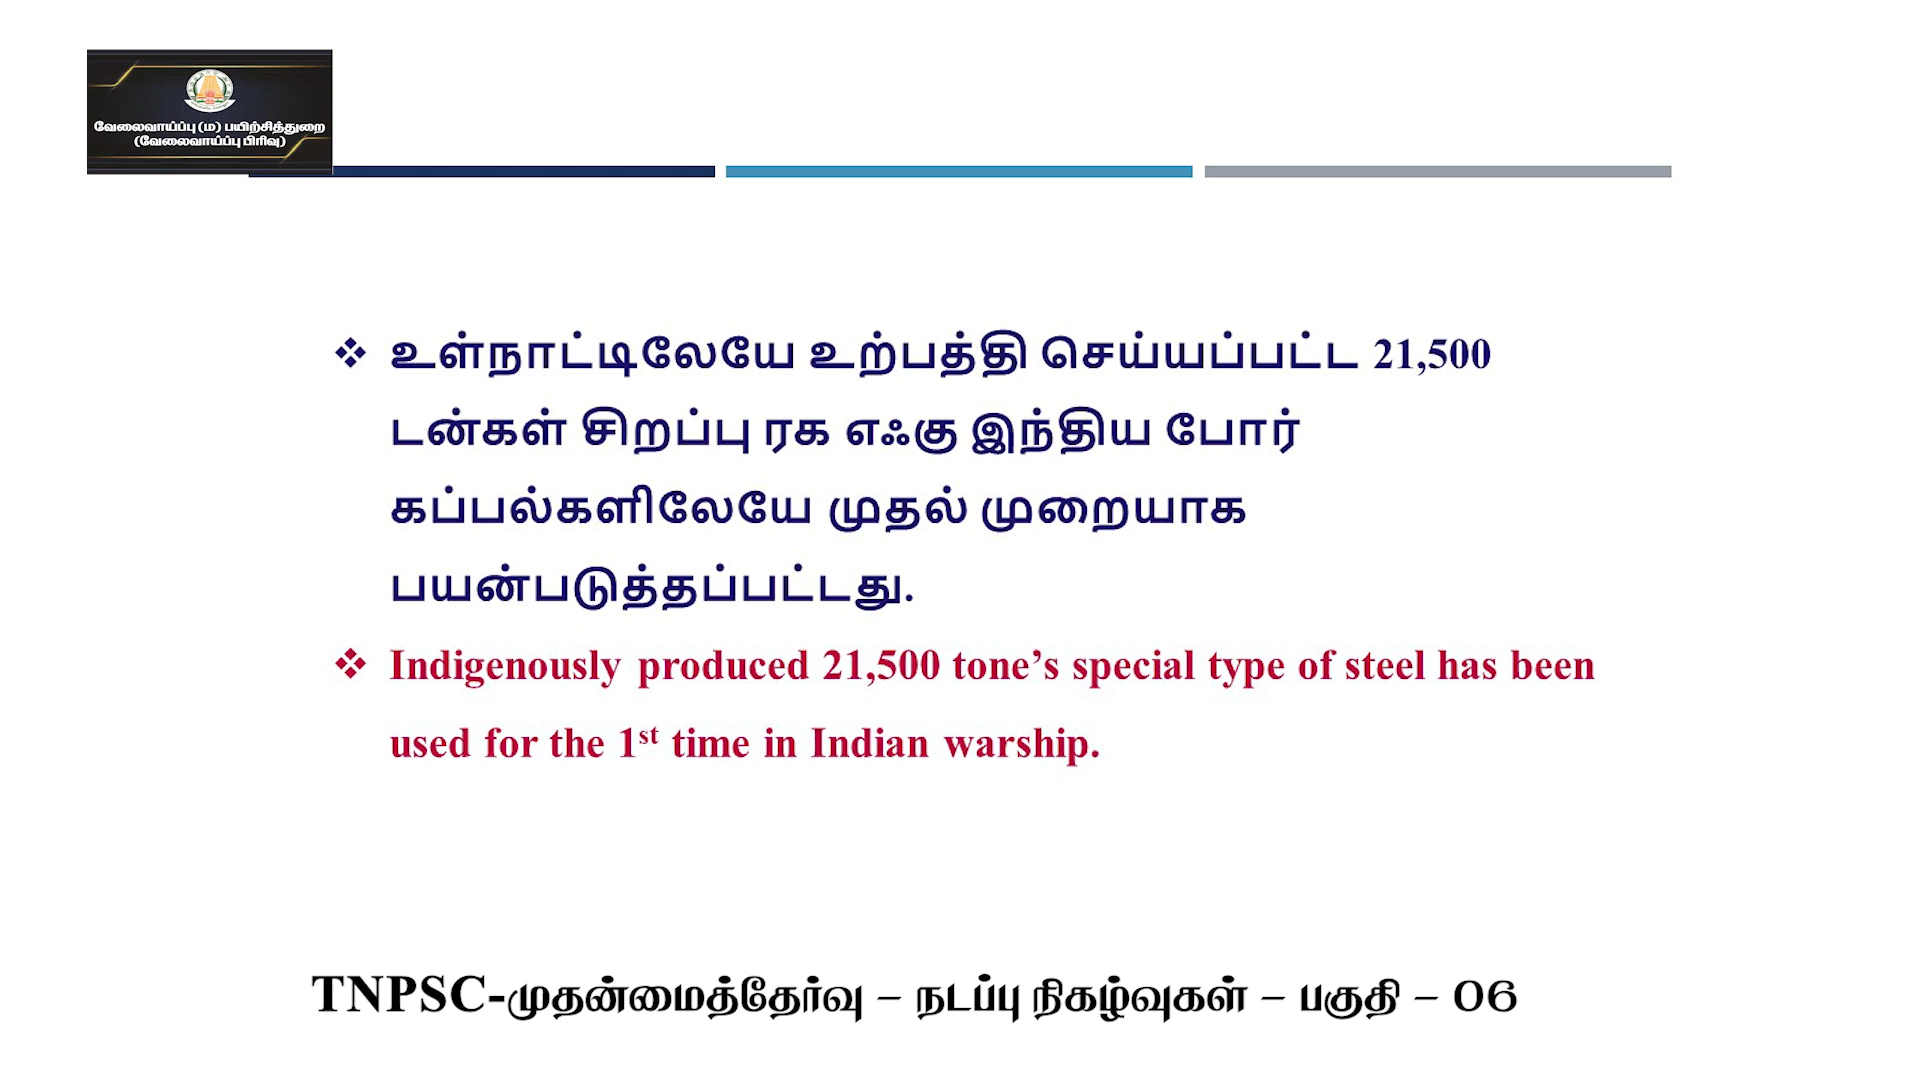 வேலைவாய்ப்பு (ம) பயிற்சித்துறை
(வேலைவாய்ப்பு பிரிவு)
❖ உள்நாட்டிலேயே உற்பத்தி செய்யப்பட்ட 21,500
டன்கள் சிறப்பு ரக எஃகு இந்திய போர்
கப்பல்களிலேயே முதல் முறையாக
பயன்படுத்தப்பட்டது.
❖ Indigenously produced 21,500 tone’s special type of steel has been
used for the 1st time in Indian warship.
TNPSC-முதன்மைத்தேர்வு – நடப்பு நிகழ்வுகள் – பகுதி – 06